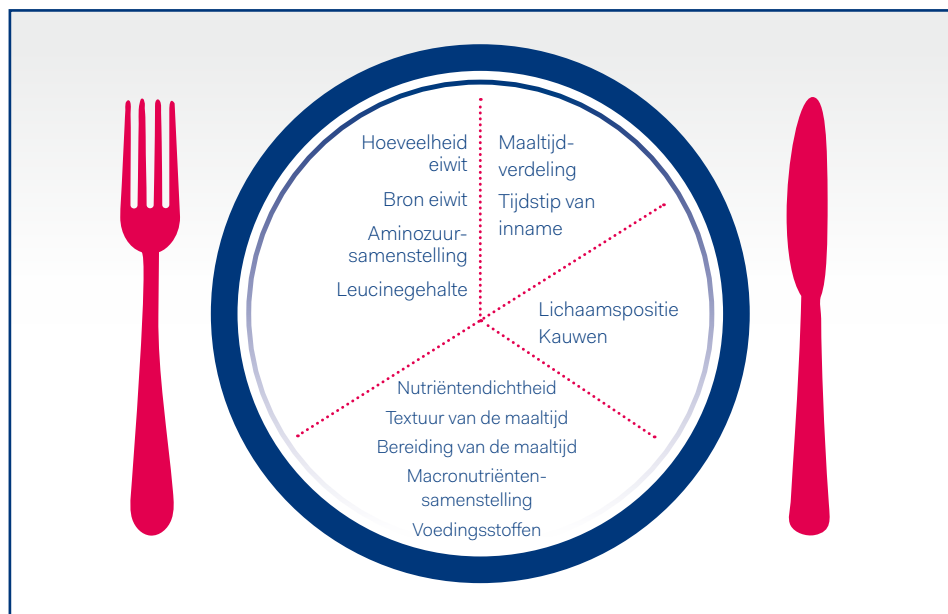 Hoeveelheid
eiwit
Bron eiwit
Aminozuur-
samenstelling
Leucinegehalte
Maaltijd-
verdeling
Tijdstip van
inname
Lichaamspositie
Kauwen
Nutriëntendichtheid
Textuur van de maaltijd
Bereiding van de maaltijd
Macronutriënten-
samenstelling
Voedingsstoffen